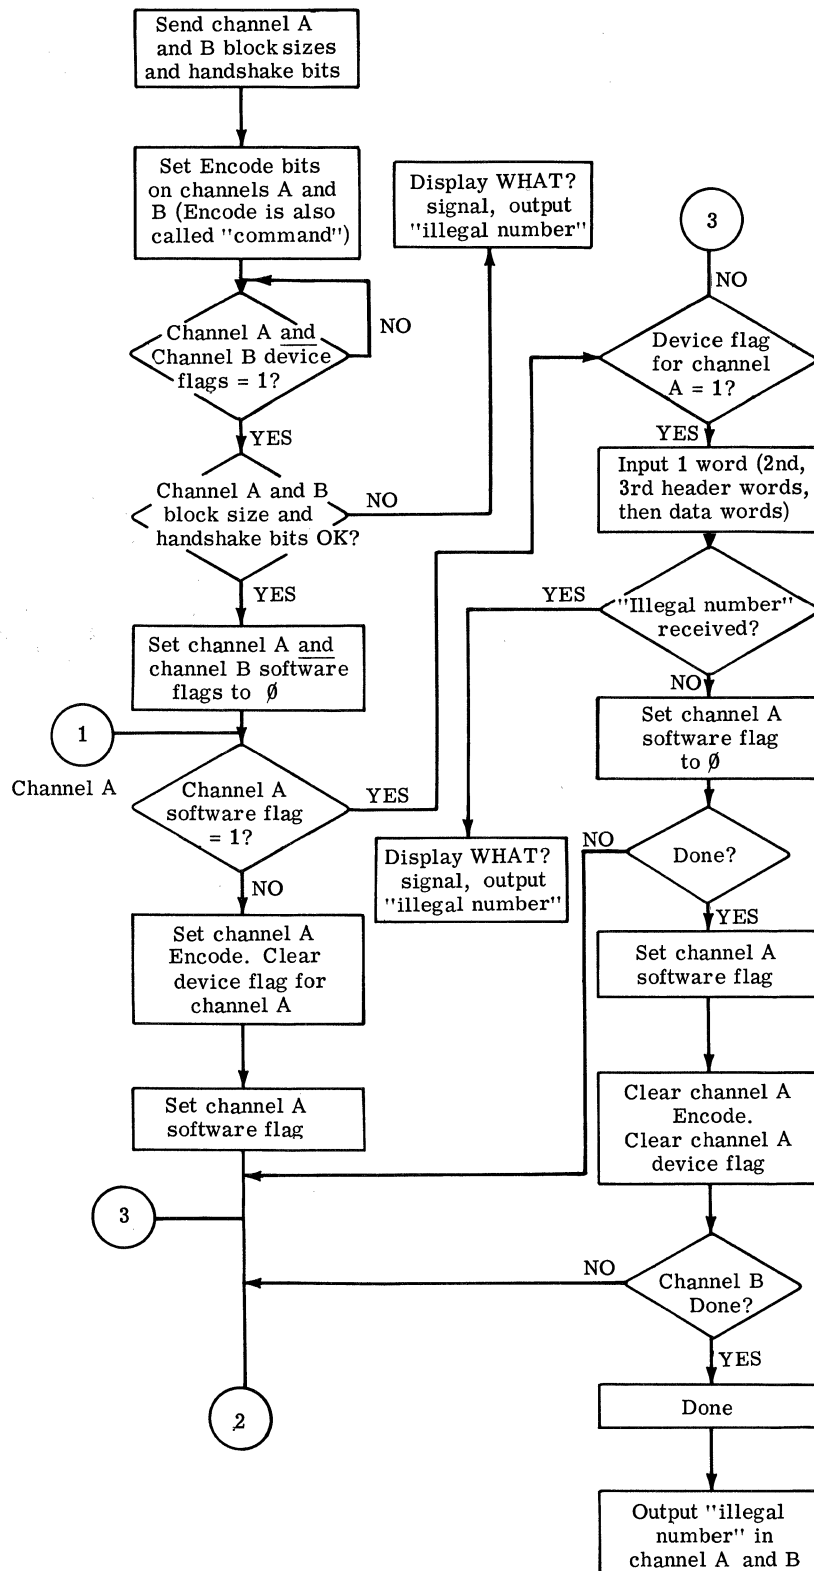 Send channel A
and B block sizes
and handshake bits
Set Encode bits
on channels A and
B (Encode is also
called "command")
Channel A and
Channel B device
flags = 1?
NO
YES
Channel A and B
block size and
handshake bits OK?
NO
Display WHAT?
signal, output
"illegal number"
YES
Set channel A and
channel B software
flags to Ø
1
Channel A
Channel A
software flag
= 1?
YES
NO
Set channel A
Encode. Clear
device flag for
channel A
Set channel A
software flag
3
2
3
NO
Device flag
for channel
A = 1?
YES
Input 1 word (2nd,
3rd header words,
then data words)
"Illegal number"
received?
YES
Display WHAT?
signal, output
"illegal number"
NO
Set channel A
software flag
to Ø
Done?
NO
YES
Set channel A
software flag
Clear channel A
Encode.
Clear channel A
device flag
Channel B
Done?
NO
YES
Done
Output "illegal
number" in
channel A and B